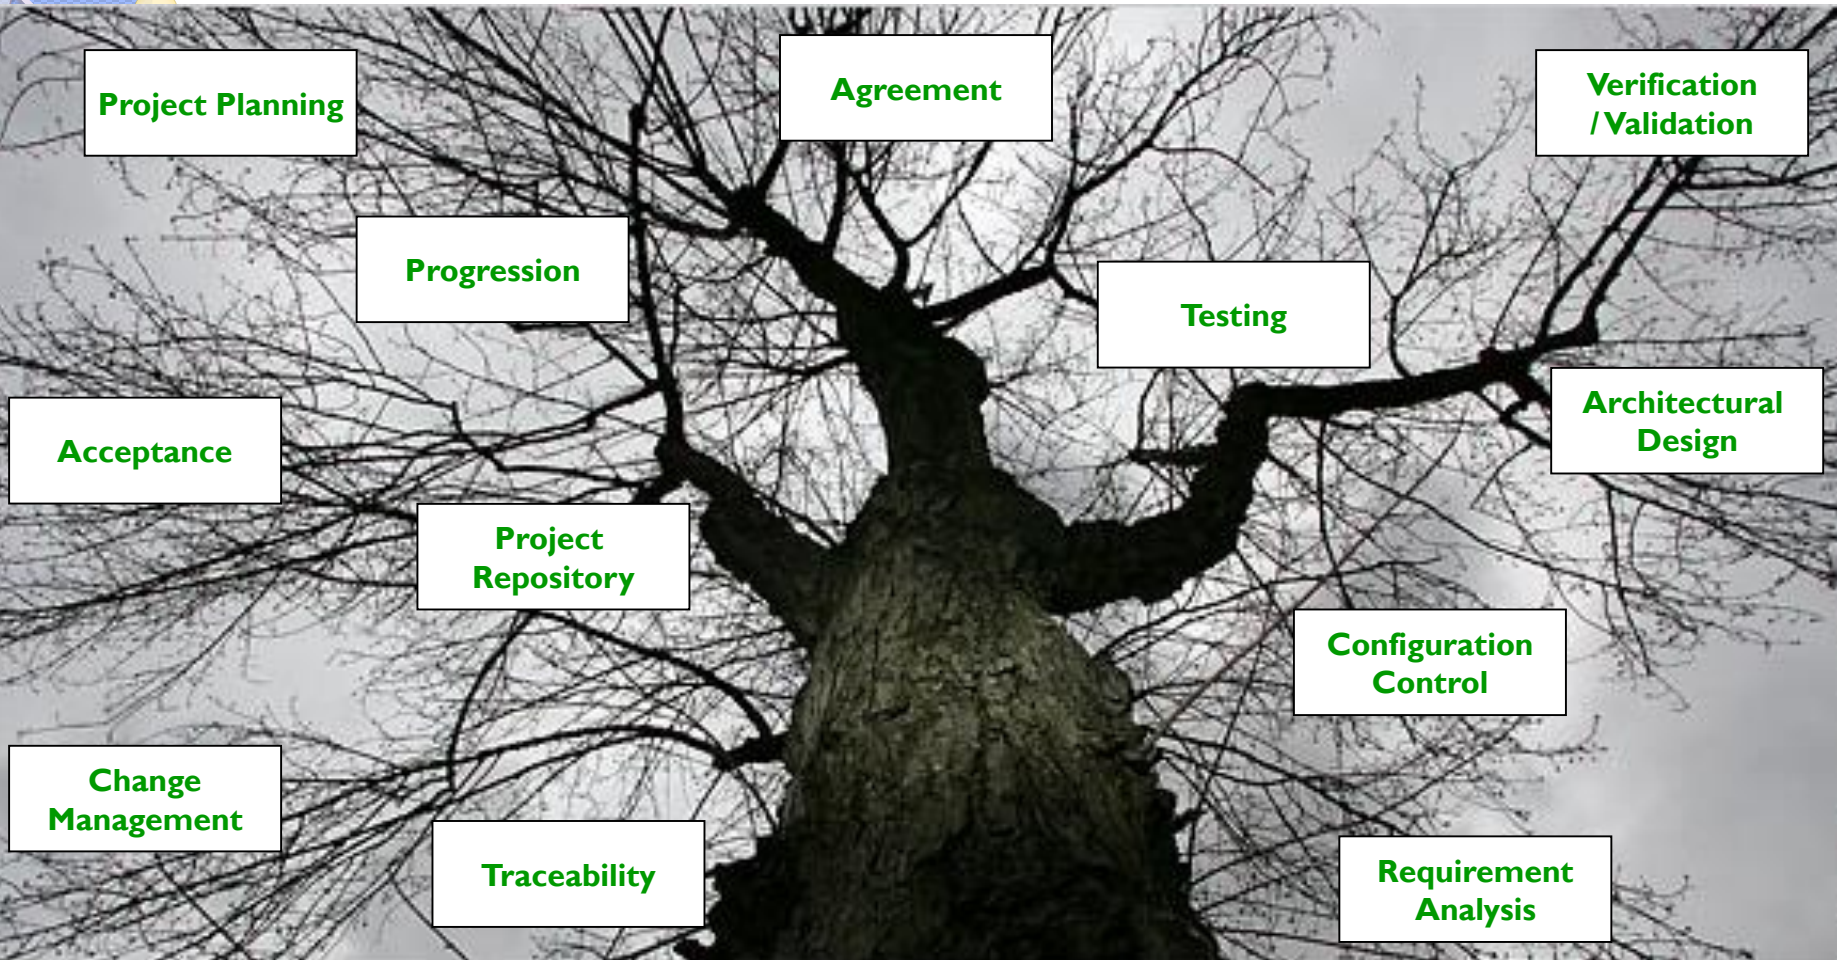 Project Planning
Agreement
Verification
/ Validation
Progression
Testing
Acceptance
Architectural
Design
Project
Repository
Configuration
Control
Change
Management
Traceability
Requirement
Analysis